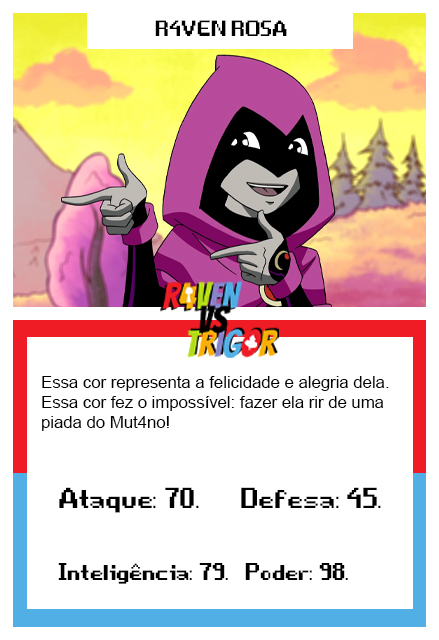 R4VEN ROSA
R4VEN
VS
TRIGOR
Essa cor representa a felicidade e alegria dela.
Essa cor fez o impossível: fazer ela rir de uma
piada do Mut4no!
Ataque: 70. Defesa: 45.
Inteligência: 79. Poder: 98.